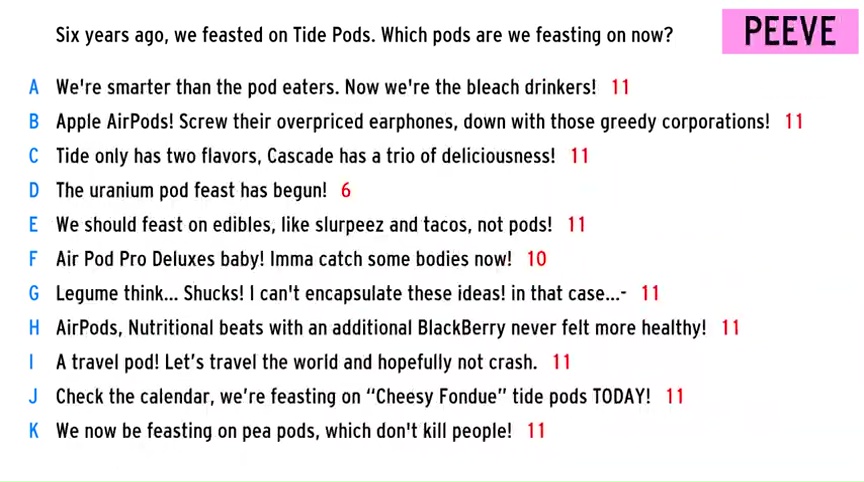 Six years ago, we feasted on Tide Pods. Which pods are we feasting on now?
PEEVE
A We're smarter than the pod eaters. Now we're the bleach drinkers! 11
B Apple AirPods! Screw their overpriced earphones, down with those greedy corporations! 11
C Tide only has two flavors, Cascade has a trio of deliciousness! 11
D The uranium pod feast has begun! 6
E We should feast on edibles, like slurpeez and tacos, not pods! 11
F Air Pod Pro Deluxes baby! Imma catch some bodies now! 10
G Legume think... Shucks! I can't encapsulate these ideas! in that case...- 11
H AirPods, Nutritional beats with an additional BlackBerry never felt more healthy! 11
I A travel pod! Let’s travel the world and hopefully not crash. 11
J Check the calendar, we’re feasting on “Cheesy Fondue” tide pods TODAY! 11
K We now be feasting on pea pods, which don't kill people! 11